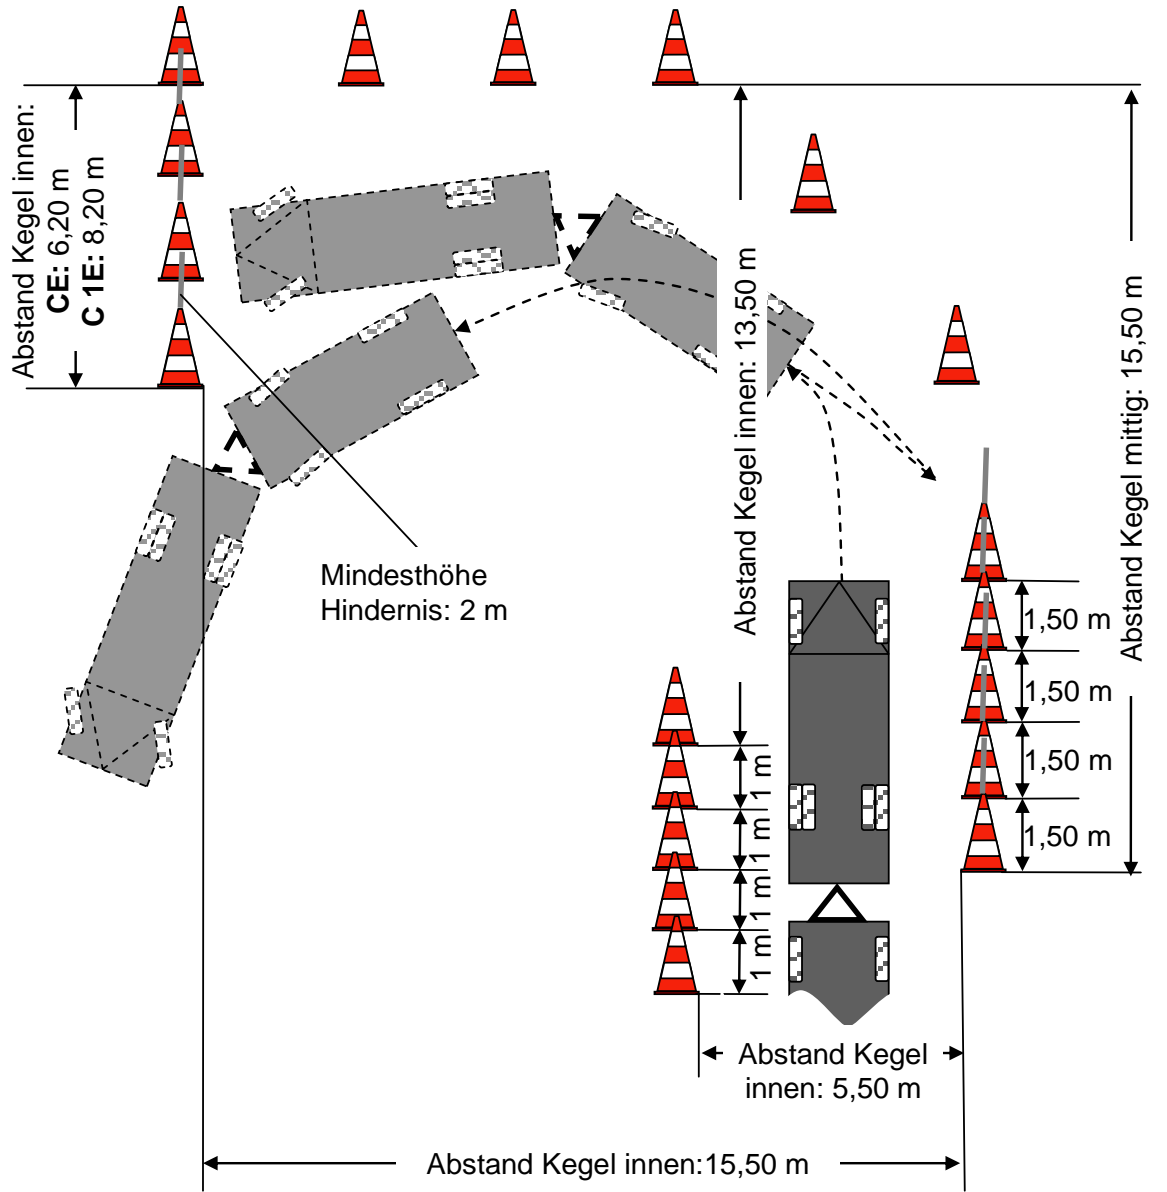 Abstand Kegel innen:
CE: 6,20 m
C 1E: 8,20 m
Abstand Kegel innen: 13,50 m
Abstand Kegel mittig: 15,50 m
Mindesthöhe
Hindernis: 2 m
1,50 m
1,50 m
1,50 m
1,50 m
1 m
1 m
1 m
1 m
Abstand Kegel
innen: 5,50 m
Abstand Kegel innen:15,50 m